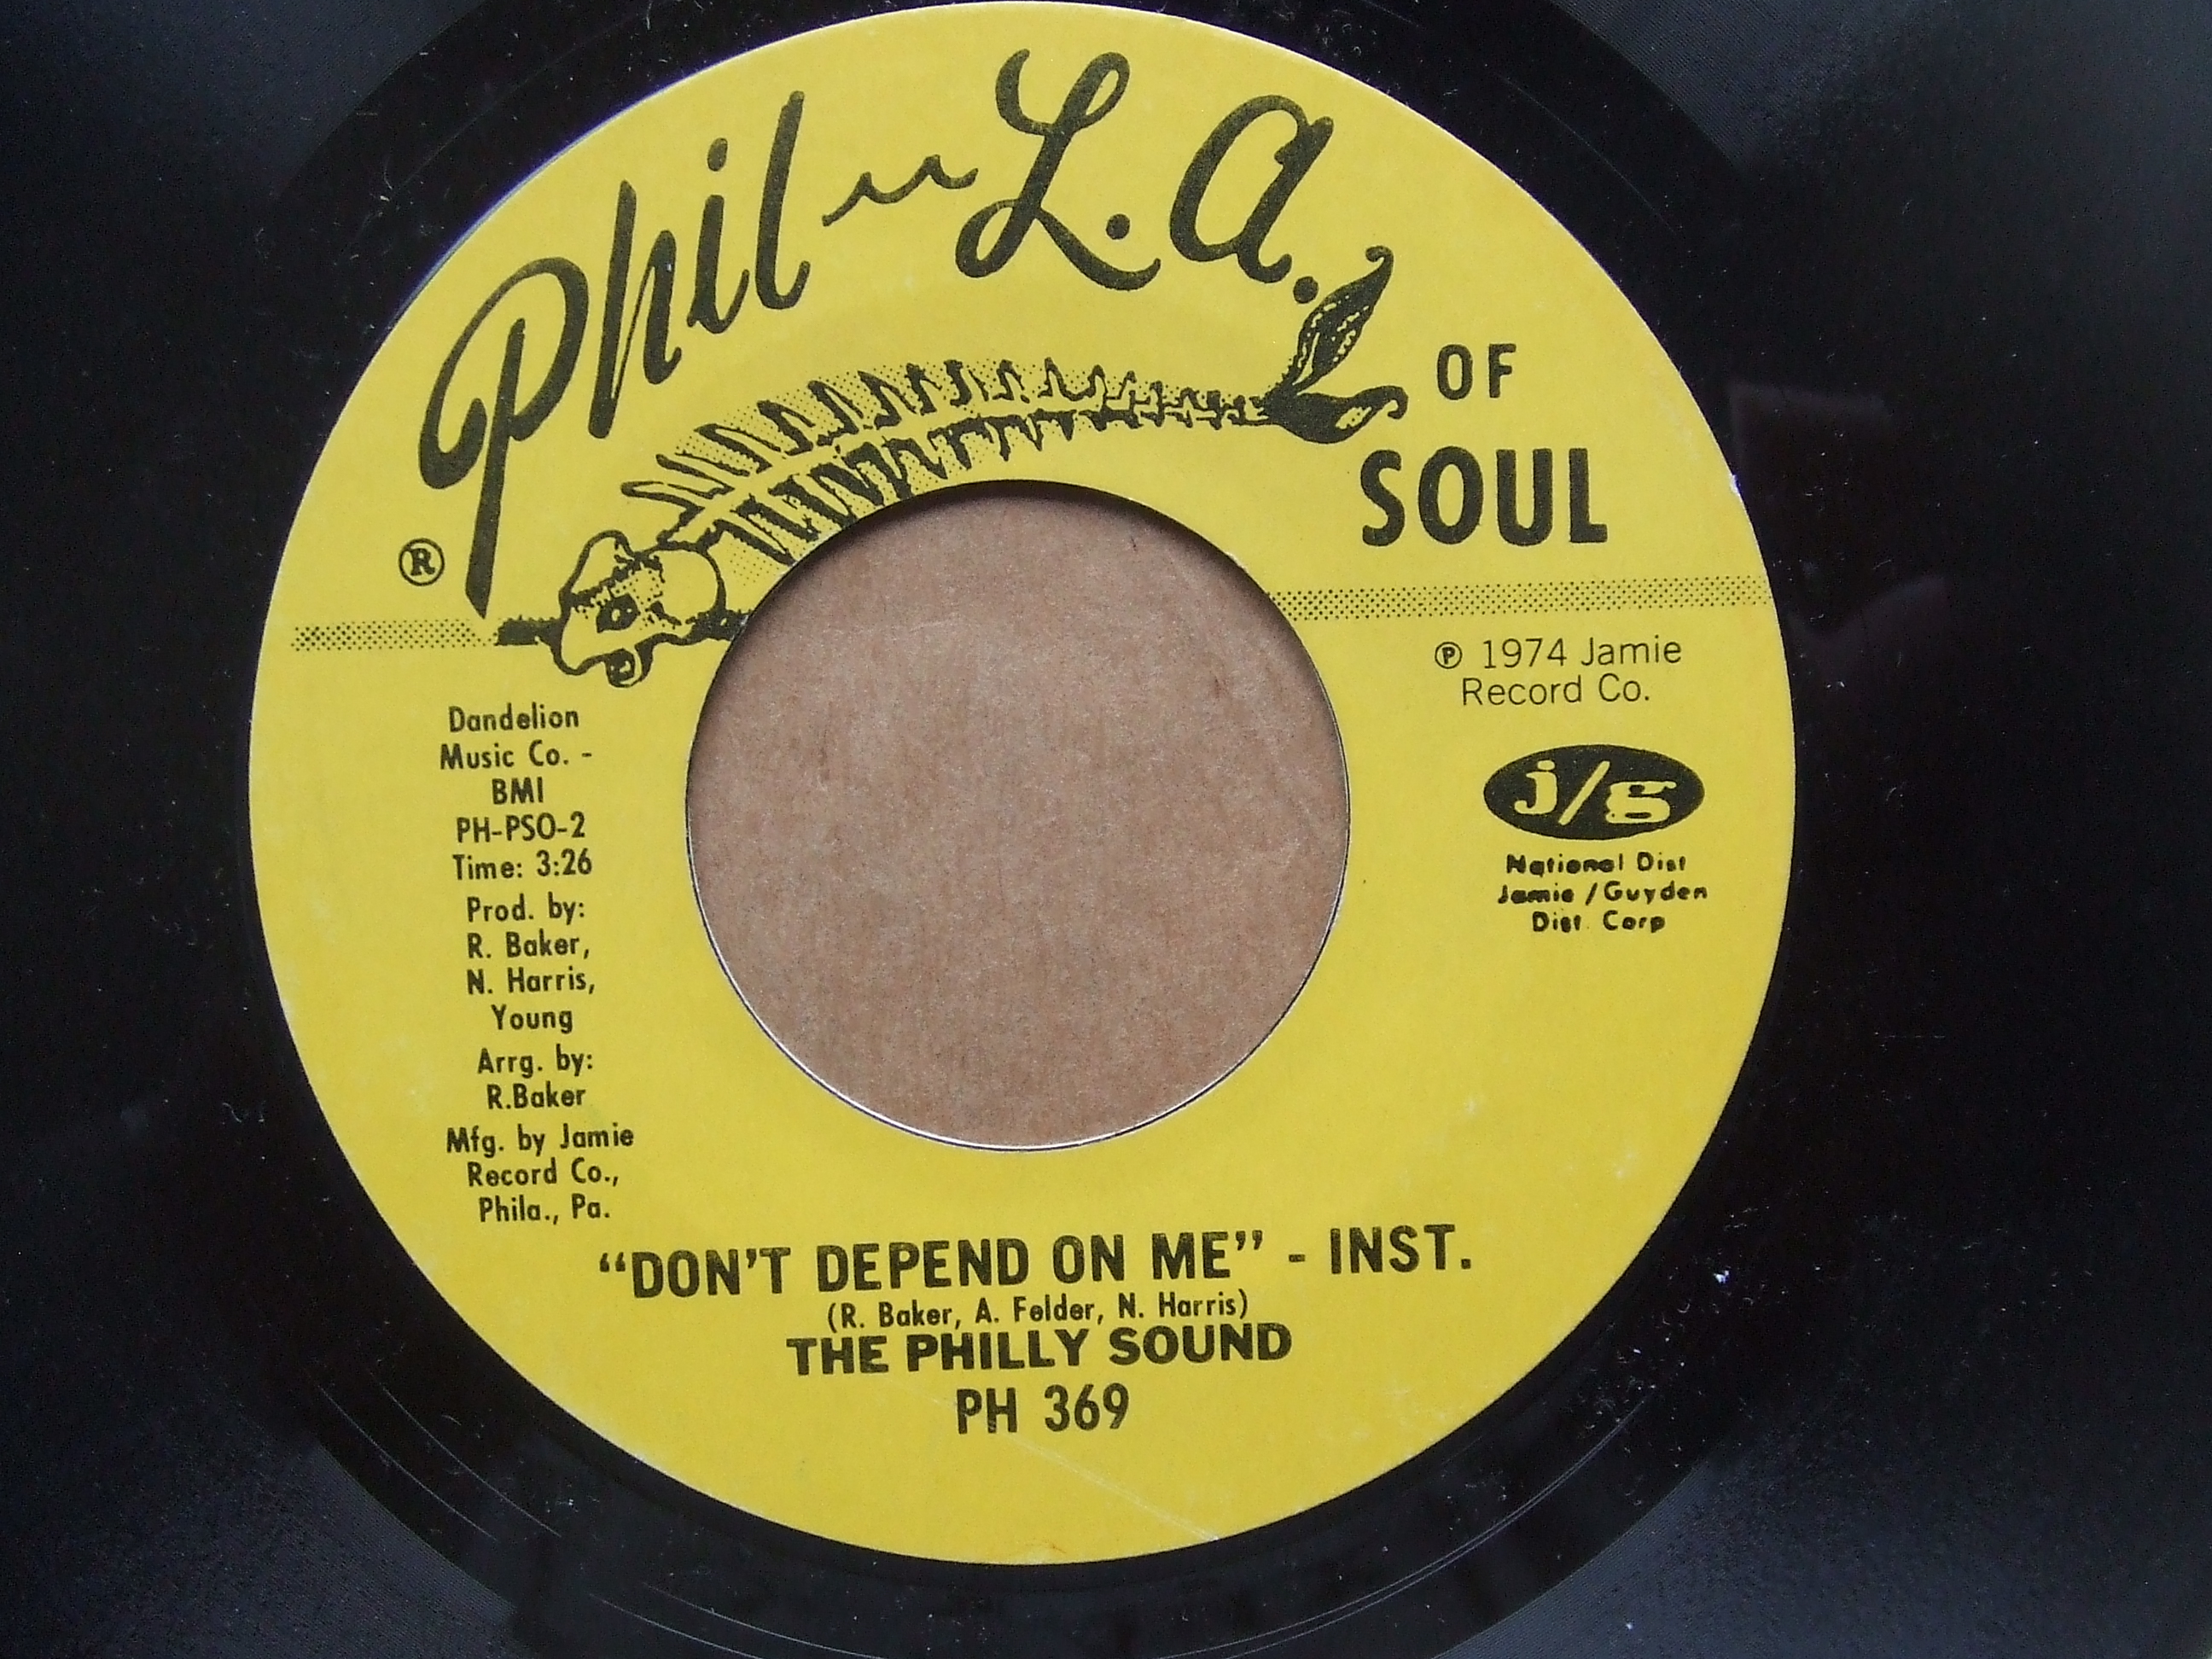 Phil-L.A.
OF
SOUL
®
℗ 1974 Jamie
Record Co.
j/g
National Dist
Jamie / Guyden
Dist. Corp
Dandelion
Music Co. -
BMI
PH-PSO-2
Time: 3:26
Prod. by:
R. Baker,
N. Harris,
Young
Arrg. by:
R.Baker
Mfg. by Jamie
Record Co.,
Phila., Pa.
“DON’T DEPEND ON ME” - INST.
(R. Baker, A. Felder, N. Harris)
THE PHILLY SOUND
PH 369